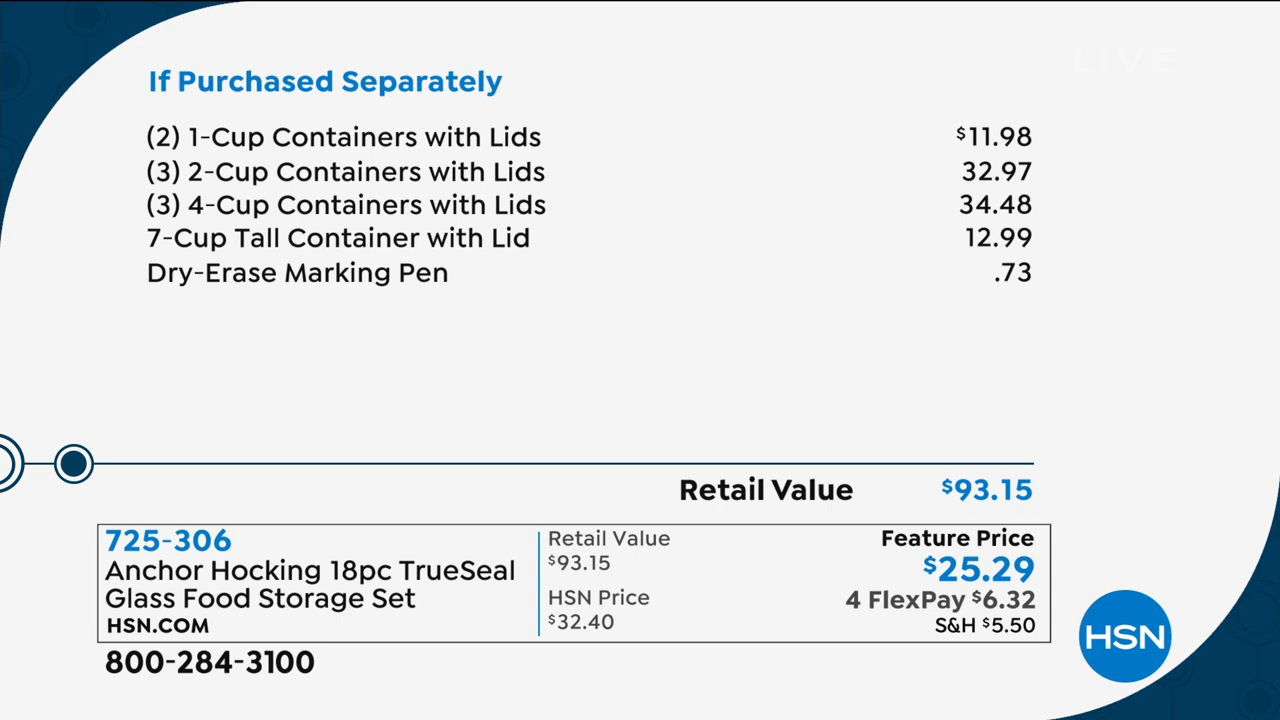 LIVE
If Purchased Separately
(2) 1-Cup Containers with Lids $11.98
(3) 2-Cup Containers with Lids 32.97
(3) 4-Cup Containers with Lids 34.48
7-Cup Tall Container with Lid 12.99
Dry-Erase Marking Pen .73
Retail Value $93.15
725-306
Anchor Hocking 18pc TrueSeal
Glass Food Storage Set
HSN.COM
Retail Value
$93.15
HSN Price
$32.40
Feature Price
$25.29
4 FlexPay $6.32
S&H $5.50
800-284-3100
HSN